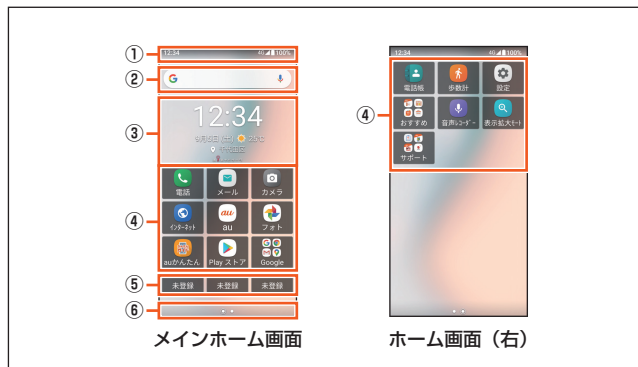 ①
12:34 4G 100%
②
③
12:34
④
電話 メール カメラ
インターネット au フォト
auかんたん Play ストア Google
⑤
未登録 未登録 未登録
⑥
メインホーム画面
12:34 4G 100%
④
電話帳 歩数計 設定
おすすめ 音声レコーダー 表示拡大モード
サポート
ホーム画面（右）